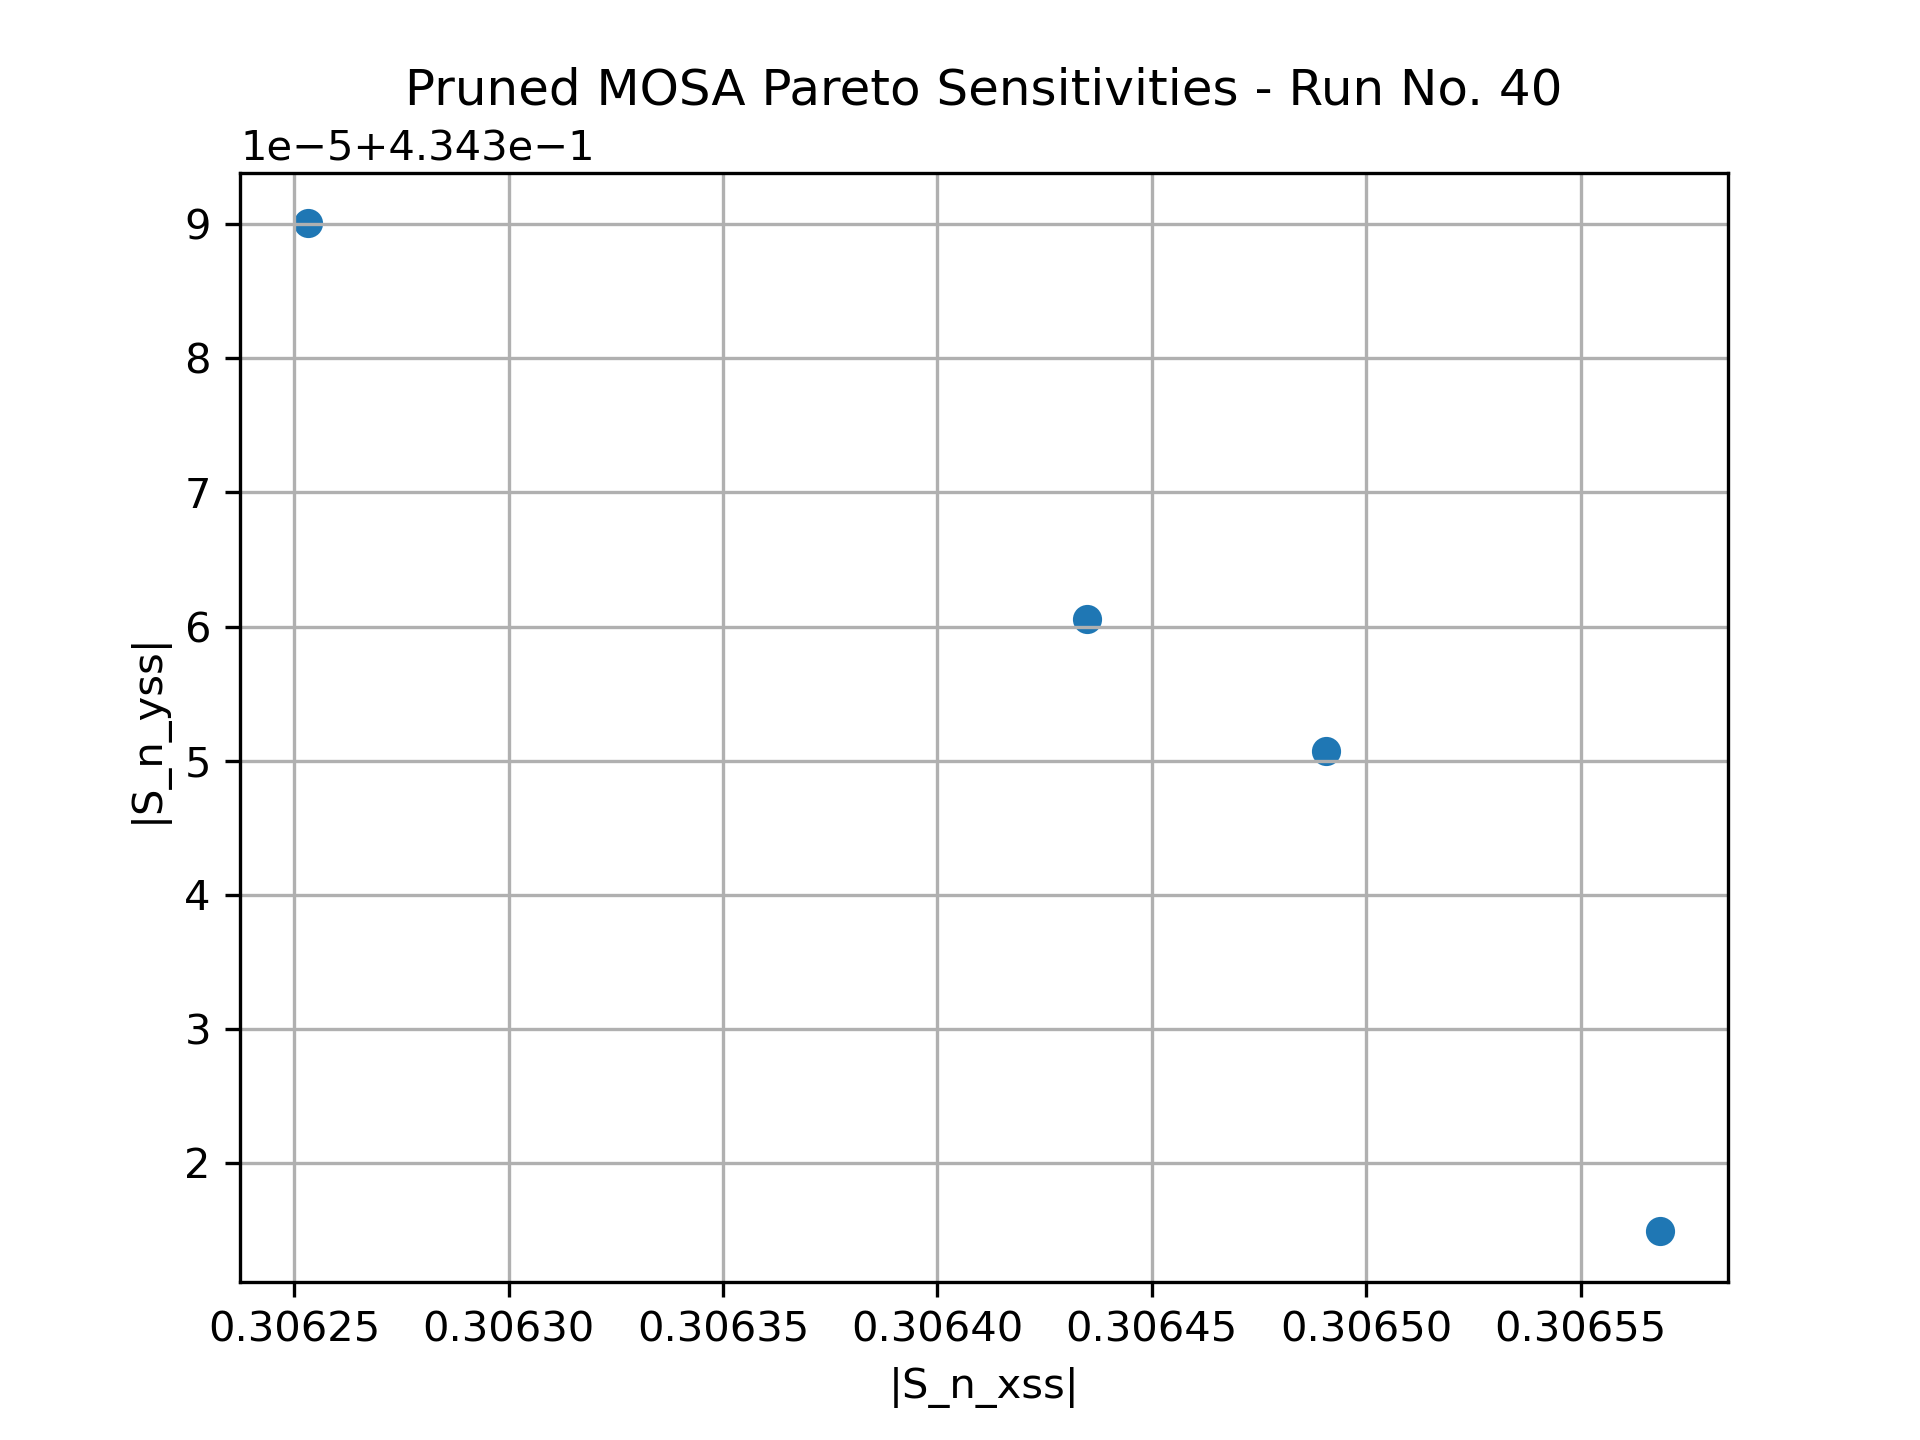 Pruned MOSA Pareto Sensitivities - Run No. 40
1e−5+4.343e−1
9
8
7
6
5
4
3
2
|S_n_yss|
0.30625 0.30630 0.30635 0.30640 0.30645 0.30650 0.30655
|S_n_xss|